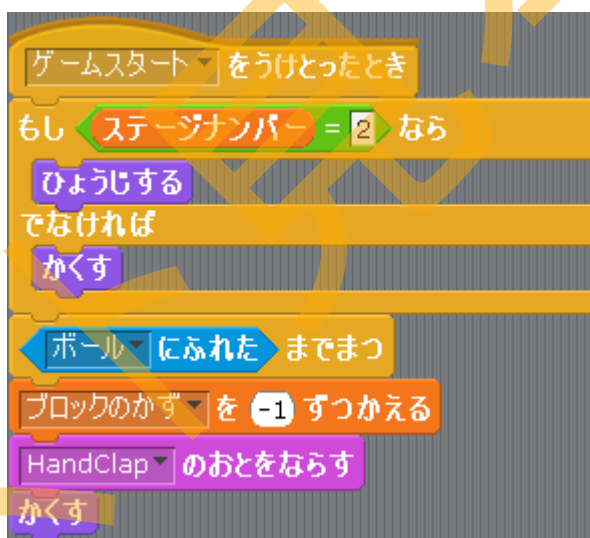 ゲームスタート をうけとったとき
もし ステージナンバー = 2 なら
ひょうじする
でなければ
かくす
ボール にふれた までまつ
ブロックのかず を -1 ずつかえる
HandClap のおとをならす
かくす